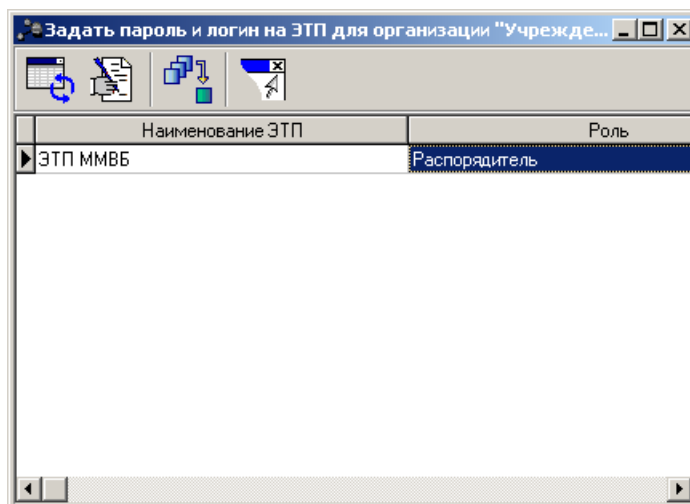 Задать пароль и логин на ЭТП для организации "Учрежде...
Наименование ЭТП Роль
ЭТП ММВБ Распорядитель